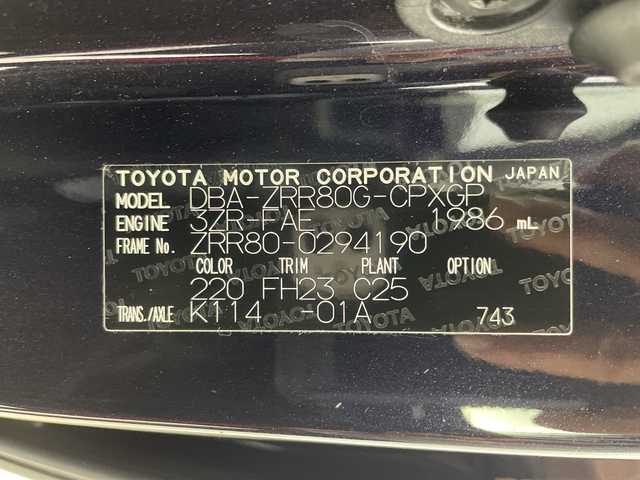 TOYOTA MOTOR CORPORATION JAPAN
MODEL DBA-ZRR80G-CPXGP
ENGINE 3ZR-FAE 1986 mL
FRAME No. ZRR80-0294190
COLOR TRIM PLANT OPTION
220 FH23 C25
TRANS./AXLE K114 -01A 743